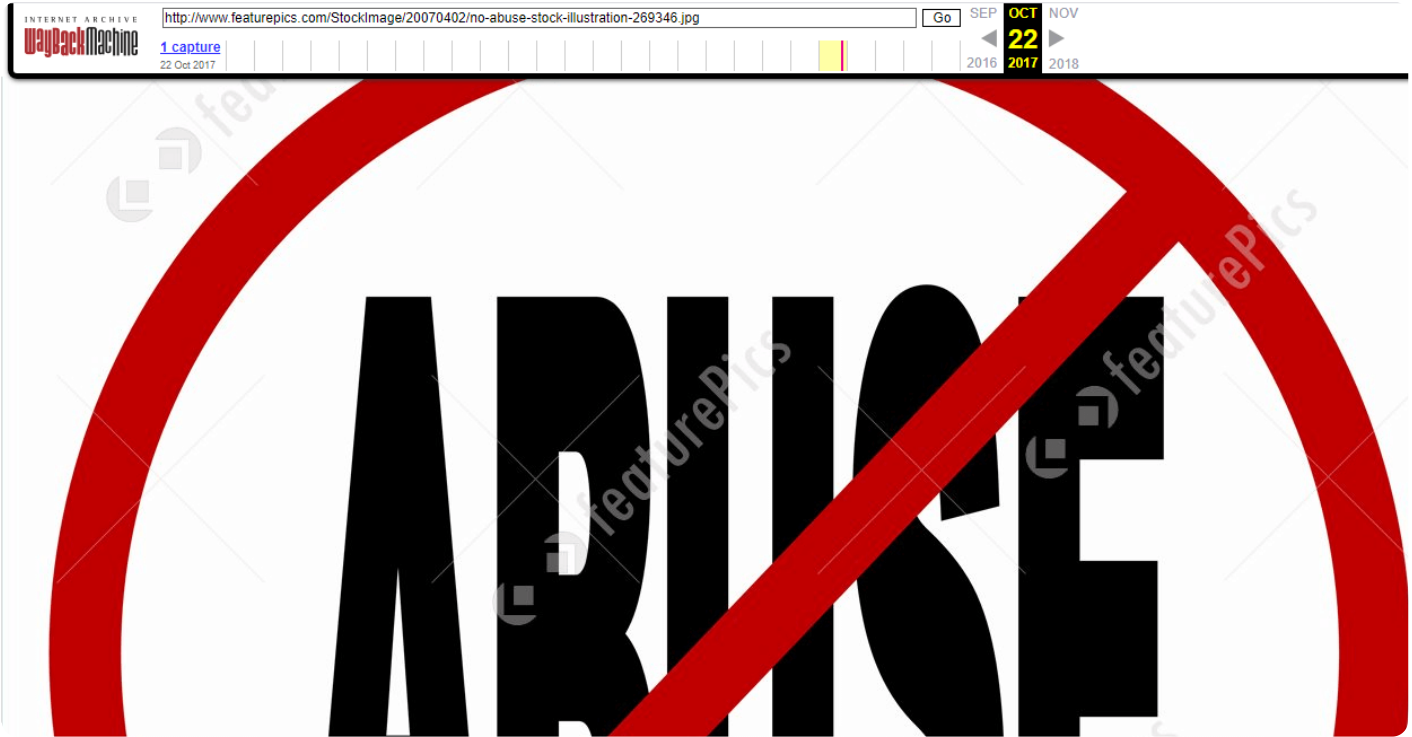 INTERNET ARCHIVE
WayBackMachine
http://www.featurepics.com/StockImage/20070402/no-abuse-stock-illustration-269346.jpg
Go
SEP OCT NOV
1 capture
22
22 Oct 2017
2016 2017 2018
featurePics
featurePics
ABUSE
featurePics